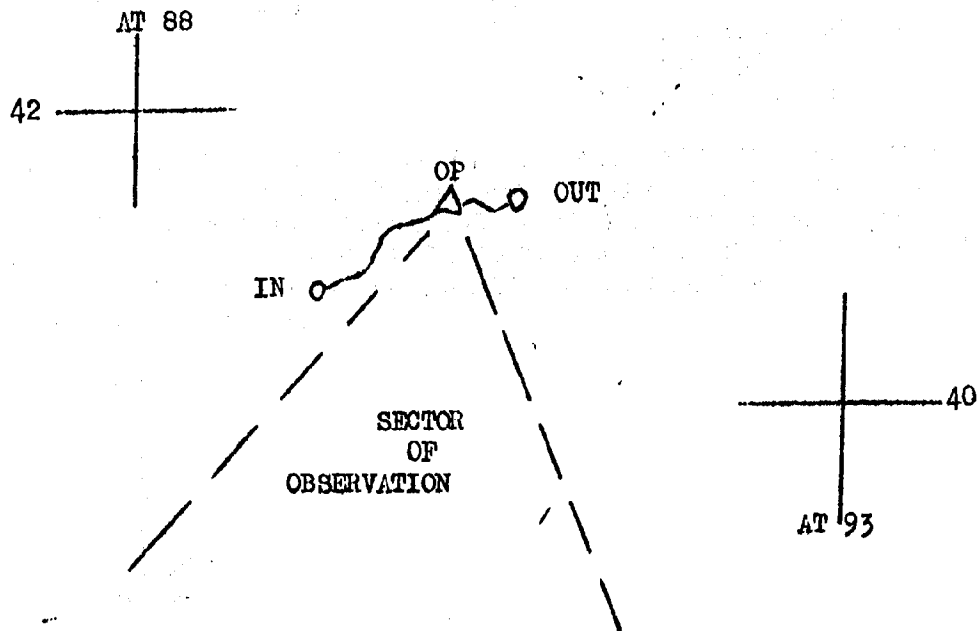 AT 88
42
OP
OUT
IN
40
SECTOR
OF
OBSERVATION
AT 93